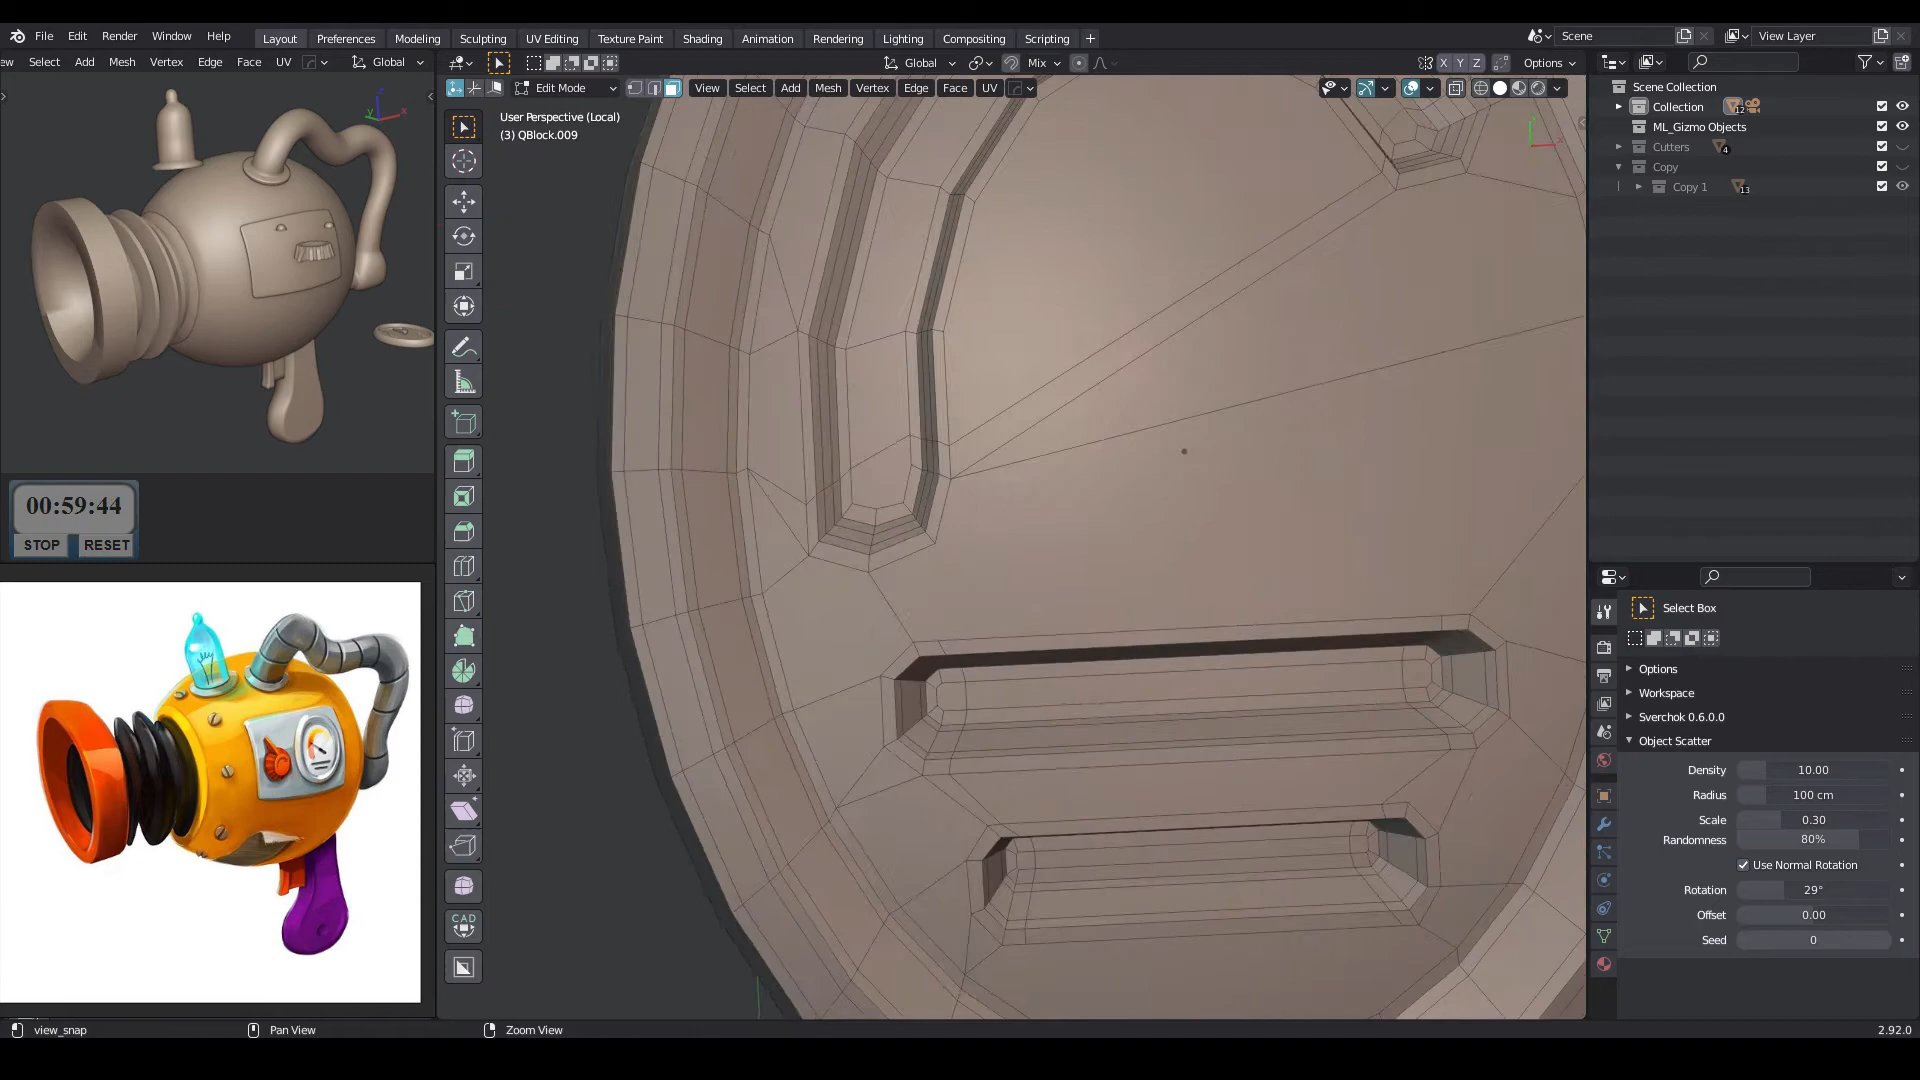 File Edit Render Window Help
Layout Preferences Modeling Sculpting UV Editing Texture Paint Shading Animation Rendering Lighting Compositing Scripting +
Scene
View Layer
ew Select Add Mesh Vertex Edge Face UV Global
Global Mix X Y Z Options
Edit Mode View Select Add Mesh Vertex Edge Face UV
User Perspective (Local)
(3) QBlock.009
Scene Collection
Collection 12
ML_Gizmo Objects
Cutters 4
Copy
Copy 1 13
00:59:44
STOP RESET
CAD
Select Box
Options
Workspace
Sverchok 0.6.0.0
Object Scatter
Density 10.00
Radius 100 cm
Scale 0.30
Randomness 80%
Use Normal Rotation
Rotation 29°
Offset 0.00
Seed 0
view_snap Pan View Zoom View 2.92.0